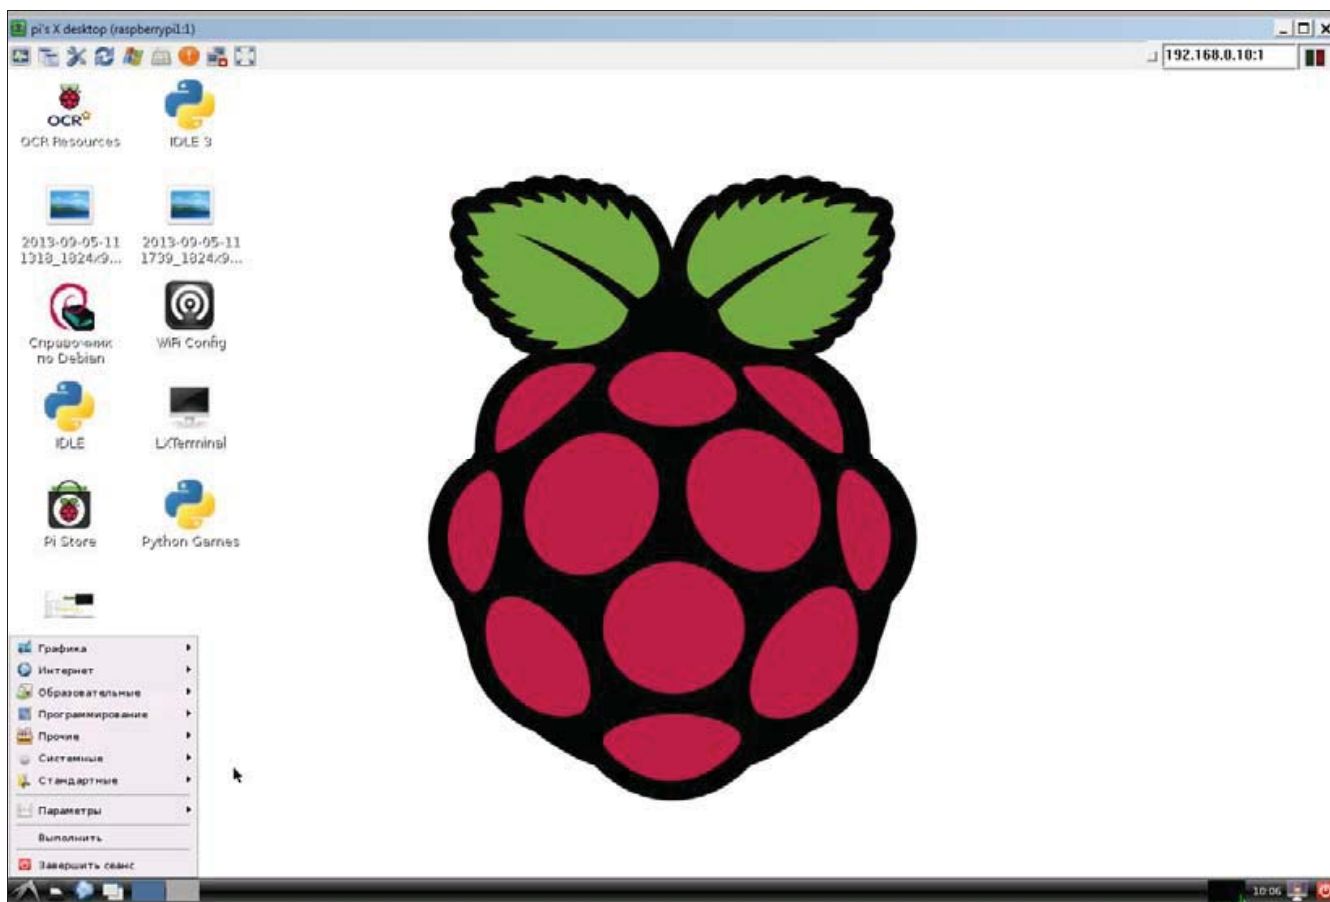 pi's X desktop (raspberrypi1:1)
192.168.0.10:1
OCR
OCR Resources
IDLE 3
2013-09-05-11
1318_1824x9...
2013-09-05-11
1739_1824x9...
Справочник
по Debian
WiFi Config
IDLE
LXTerminal
Pi Store
Python Games
Графика
Интернет
Образовательные
Программирование
Прочие
Системные
Стандартные
Параметры
Выполнить
Завершить сеанс
10:06